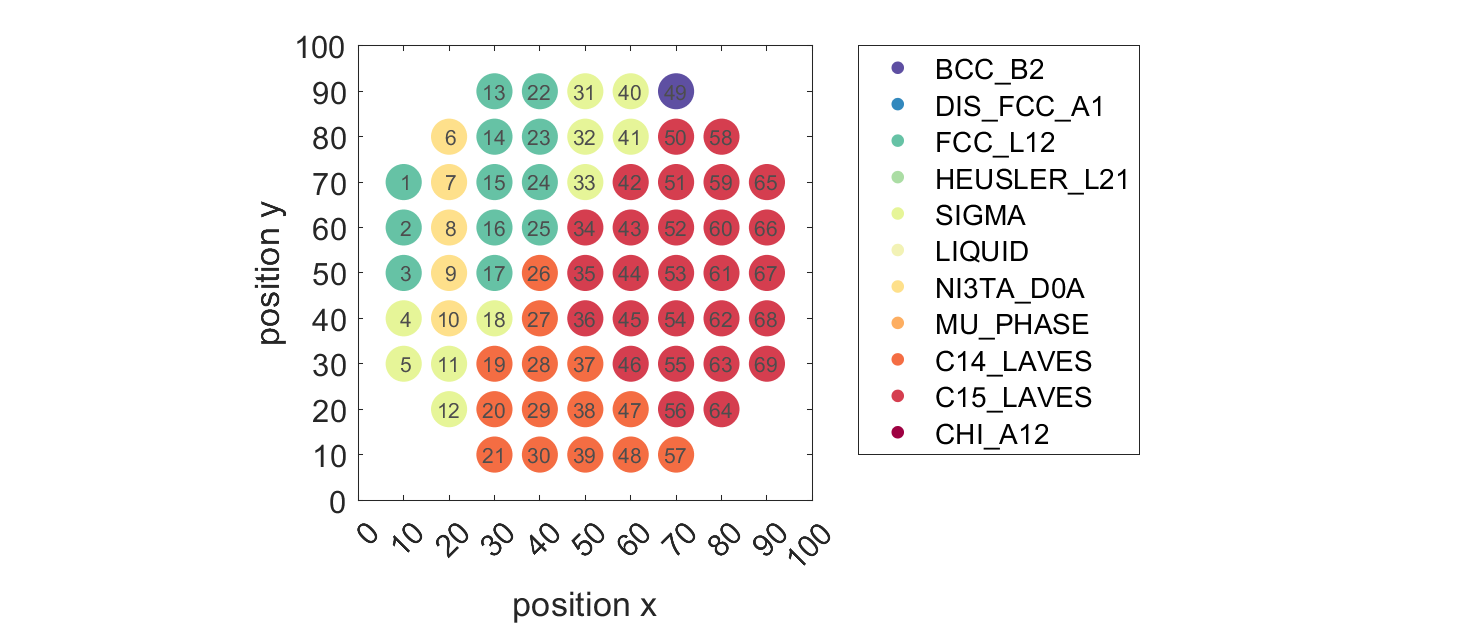 100
90
80
70
60
50
40
30
20
10
0
13 22 31 40 49
6 14 23 32 41 50 58
1 7 15 24 33 42 51 59 65
2 8 16 25 34 43 52 60 66
3 9 17 26 35 44 53 61 67
4 10 18 27 36 45 54 62 68
5 11 19 28 37 46 55 63 69
12 20 29 38 47 56 64
21 30 39 48 57
0 10 20 30 40 50 60 70 80 90 100
position x
position y
BCC_B2
DIS_FCC_A1
FCC_L12
HEUSLER_L21
SIGMA
LIQUID
NI3TA_D0A
MU_PHASE
C14_LAVES
C15_LAVES
CHI_A12